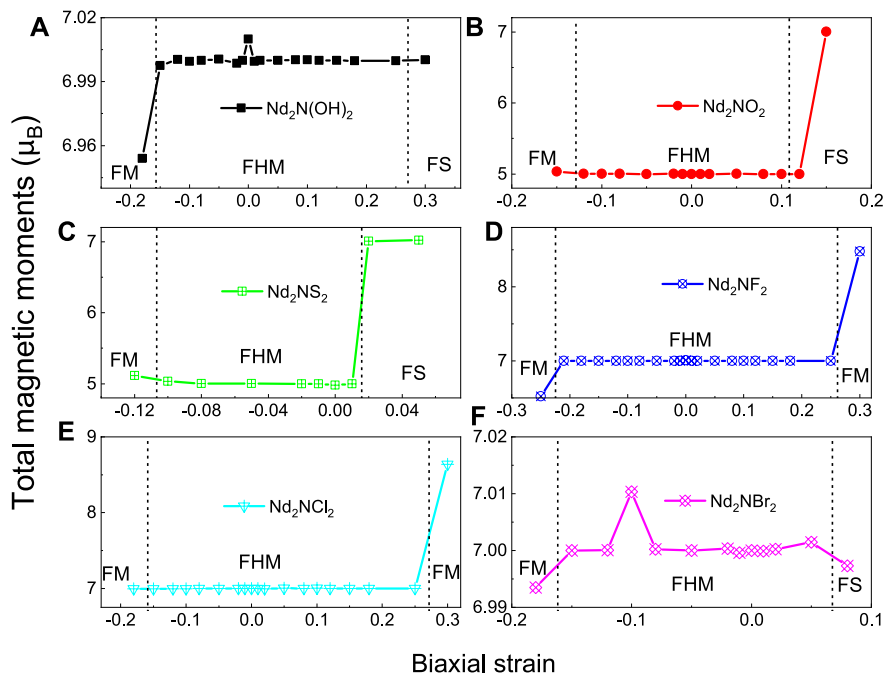 Total magnetic moments (μB)
A
7.02
6.99
6.96
Nd2N(OH)2
FM
FHM
FS
-0.2 -0.1 0.0 0.1 0.2 0.3
B
7
6
5
Nd2NO2
FM
FHM
FS
-0.2 -0.1 0.0 0.1 0.2
C
7
6
5
Nd2NS2
FM
FHM
FS
-0.12 -0.08 -0.04 0.00 0.04
D
8
7
Nd2NF2
FM
FHM
FM
-0.3 -0.2 -0.1 0.0 0.1 0.2 0.3
E
9
8
7
Nd2NCl2
FM
FHM
FM
-0.2 -0.1 0.0 0.1 0.2 0.3
F
7.02
7.01
7.00
6.99
Nd2NBr2
FM
FHM
FS
-0.1 0.0 0.1
Biaxial strain